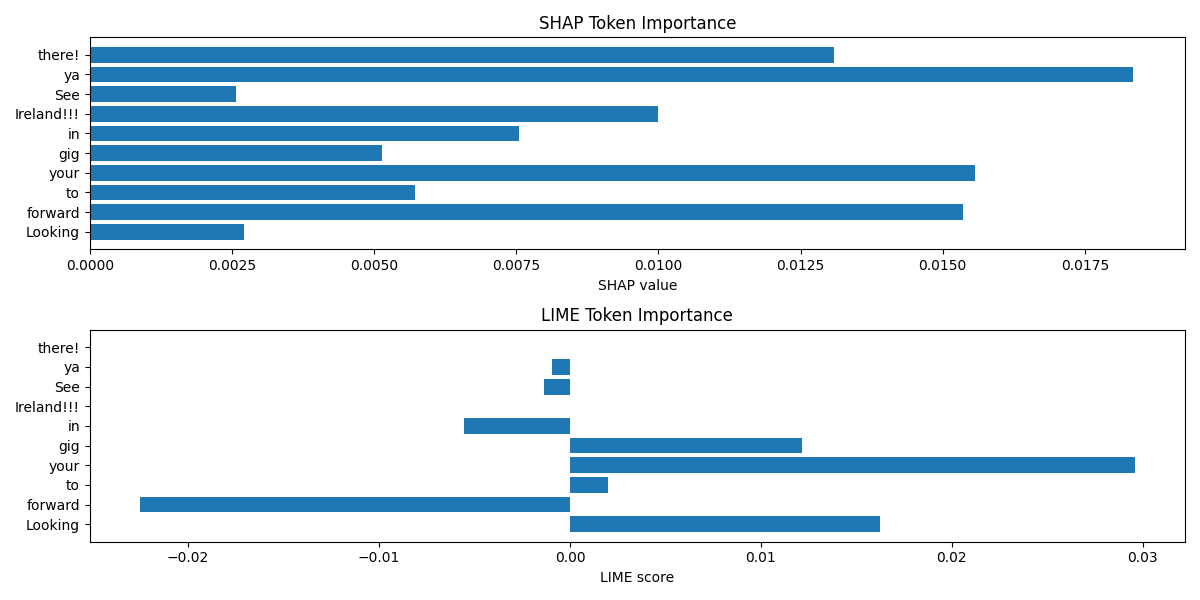 SHAP Token Importance
there!
ya
See
Ireland!!!
in
gig
your
to
forward
Looking
0.0000 0.0025 0.0050 0.0075 0.0100 0.0125 0.0150 0.0175
SHAP value
LIME Token Importance
there!
ya
See
Ireland!!!
in
gig
your
to
forward
Looking
−0.02 −0.01 0.00 0.01 0.02 0.03
LIME score